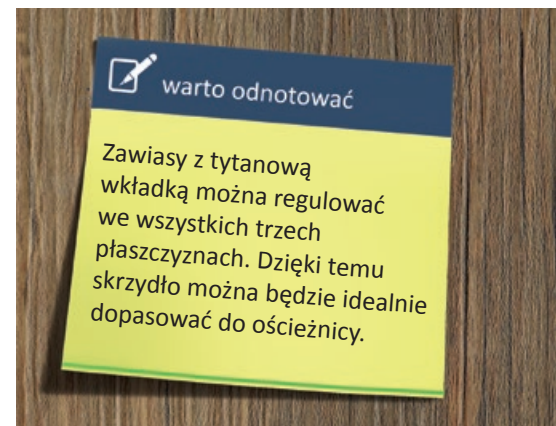 warto odnotować
Zawiasy z tytanową
wkładką można regulować
we wszystkich trzech
płaszczyznach. Dzięki temu
skrzydło można będzie idealnie
dopasować do ościeżnicy.